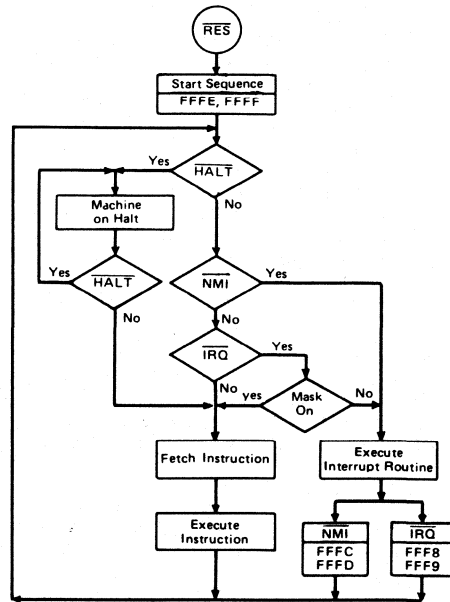 RES
Start Sequence
FFFE, FFFF
Yes
HALT
No
Machine
on Halt
Yes
HALT
No
NMI
Yes
No
IRQ
Yes
No
yes
Mask
On
No
Fetch Instruction
Execute
Interrupt Routine
Execute
Instruction
NMI
FFFC
FFFD
IRQ
FFF8
FFF9